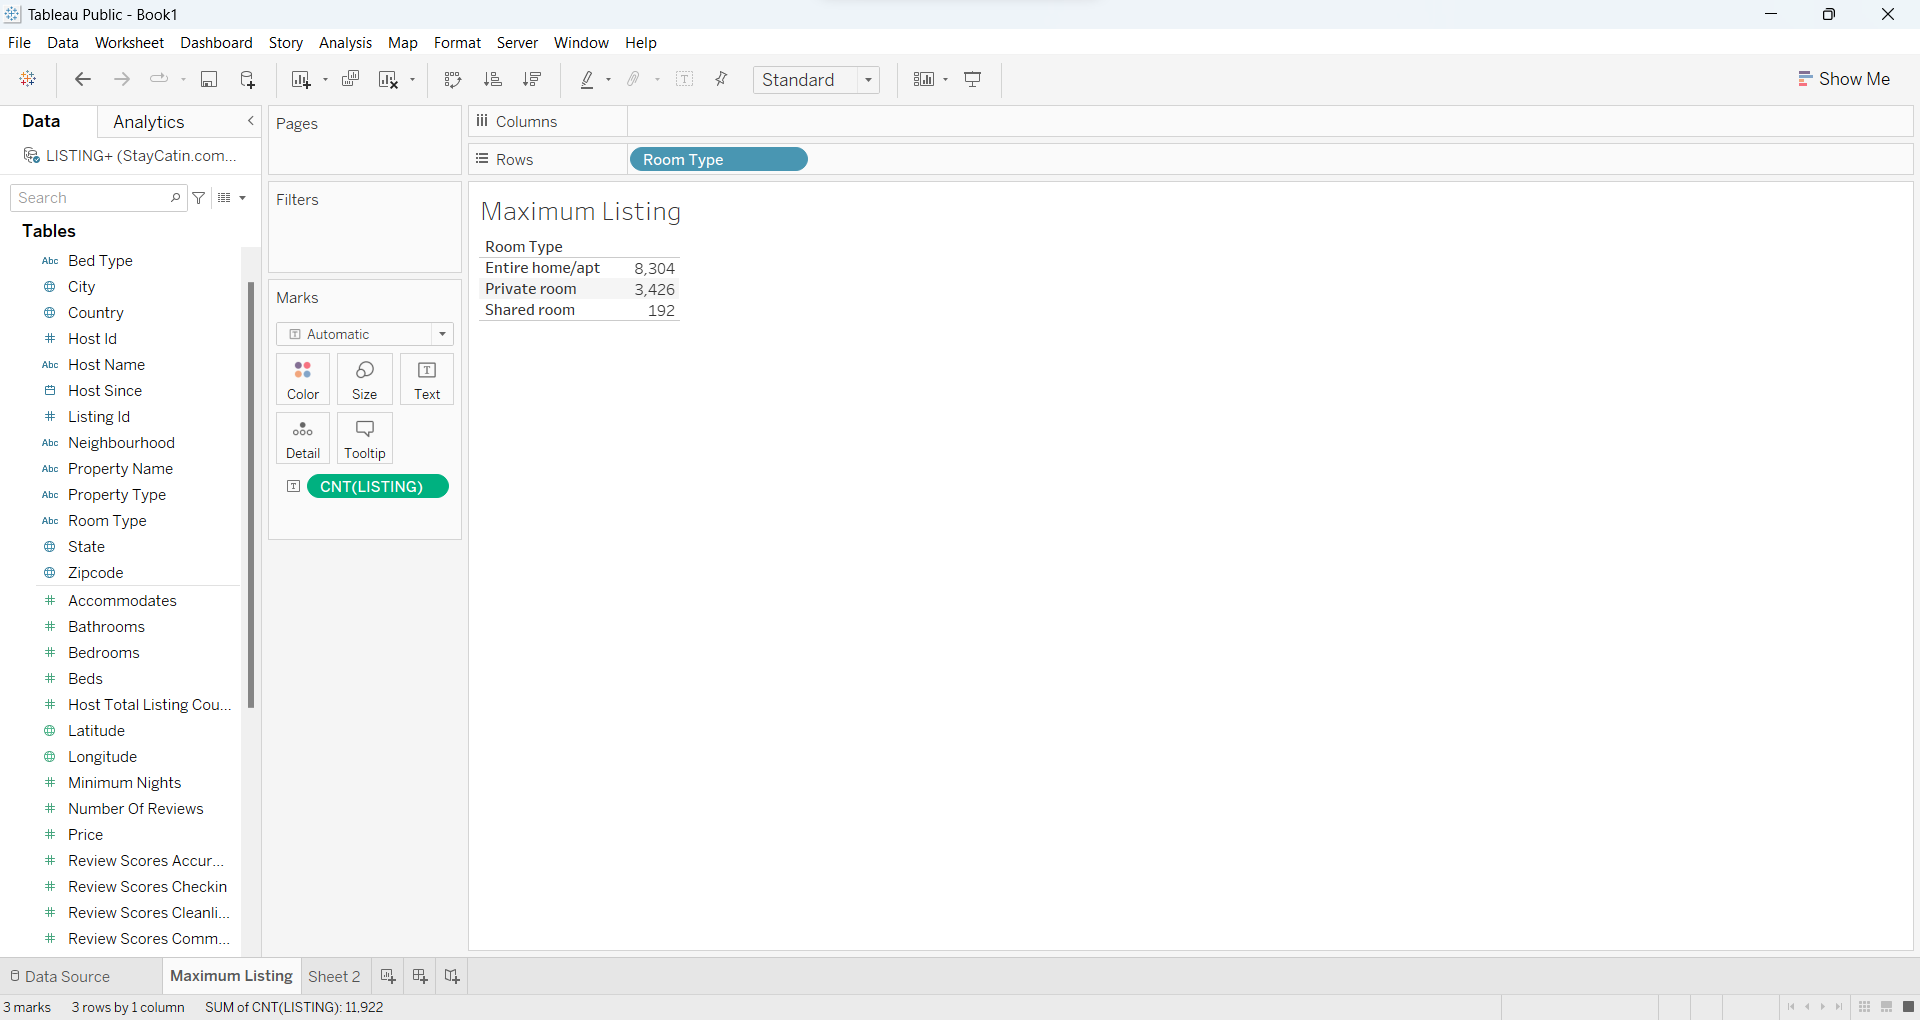 Tableau Public - Book1
File Data Worksheet Dashboard Story Analysis Map Format Server Window Help
Standard
Show Me
Data
Analytics
LISTING+ (StayCatin.com...
Search
Tables
Abc Bed Type
City
Country
# Host Id
Abc Host Name
Host Since
# Listing Id
Abc Neighbourhood
Abc Property Name
Abc Property Type
Abc Room Type
State
Zipcode
# Accommodates
# Bathrooms
# Bedrooms
# Beds
# Host Total Listing Cou...
Latitude
Longitude
# Minimum Nights
# Number Of Reviews
# Price
# Review Scores Accur...
# Review Scores Checkin
# Review Scores Cleanli...
# Review Scores Comm...
Pages
Filters
Marks
T Automatic
Color Size Text
Detail Tooltip
T CNT(LISTING)
Columns
Rows
Room Type
Maximum Listing
Room Type
Entire home/apt 8,304
Private room 3,426
Shared room 192
Data Source Maximum Listing Sheet 2
3 marks 3 rows by 1 column SUM of CNT(LISTING): 11,922